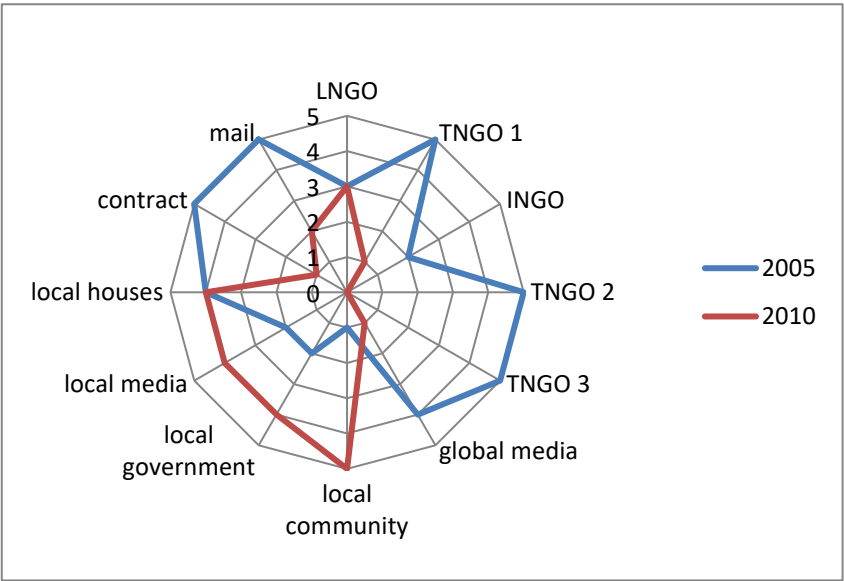 LNGO
5
mail
TNGO 1
4
3
contract
INGO
2
1
2005
local houses
0
TNGO 2
2010
local media
TNGO 3
local
government
global media
local
community